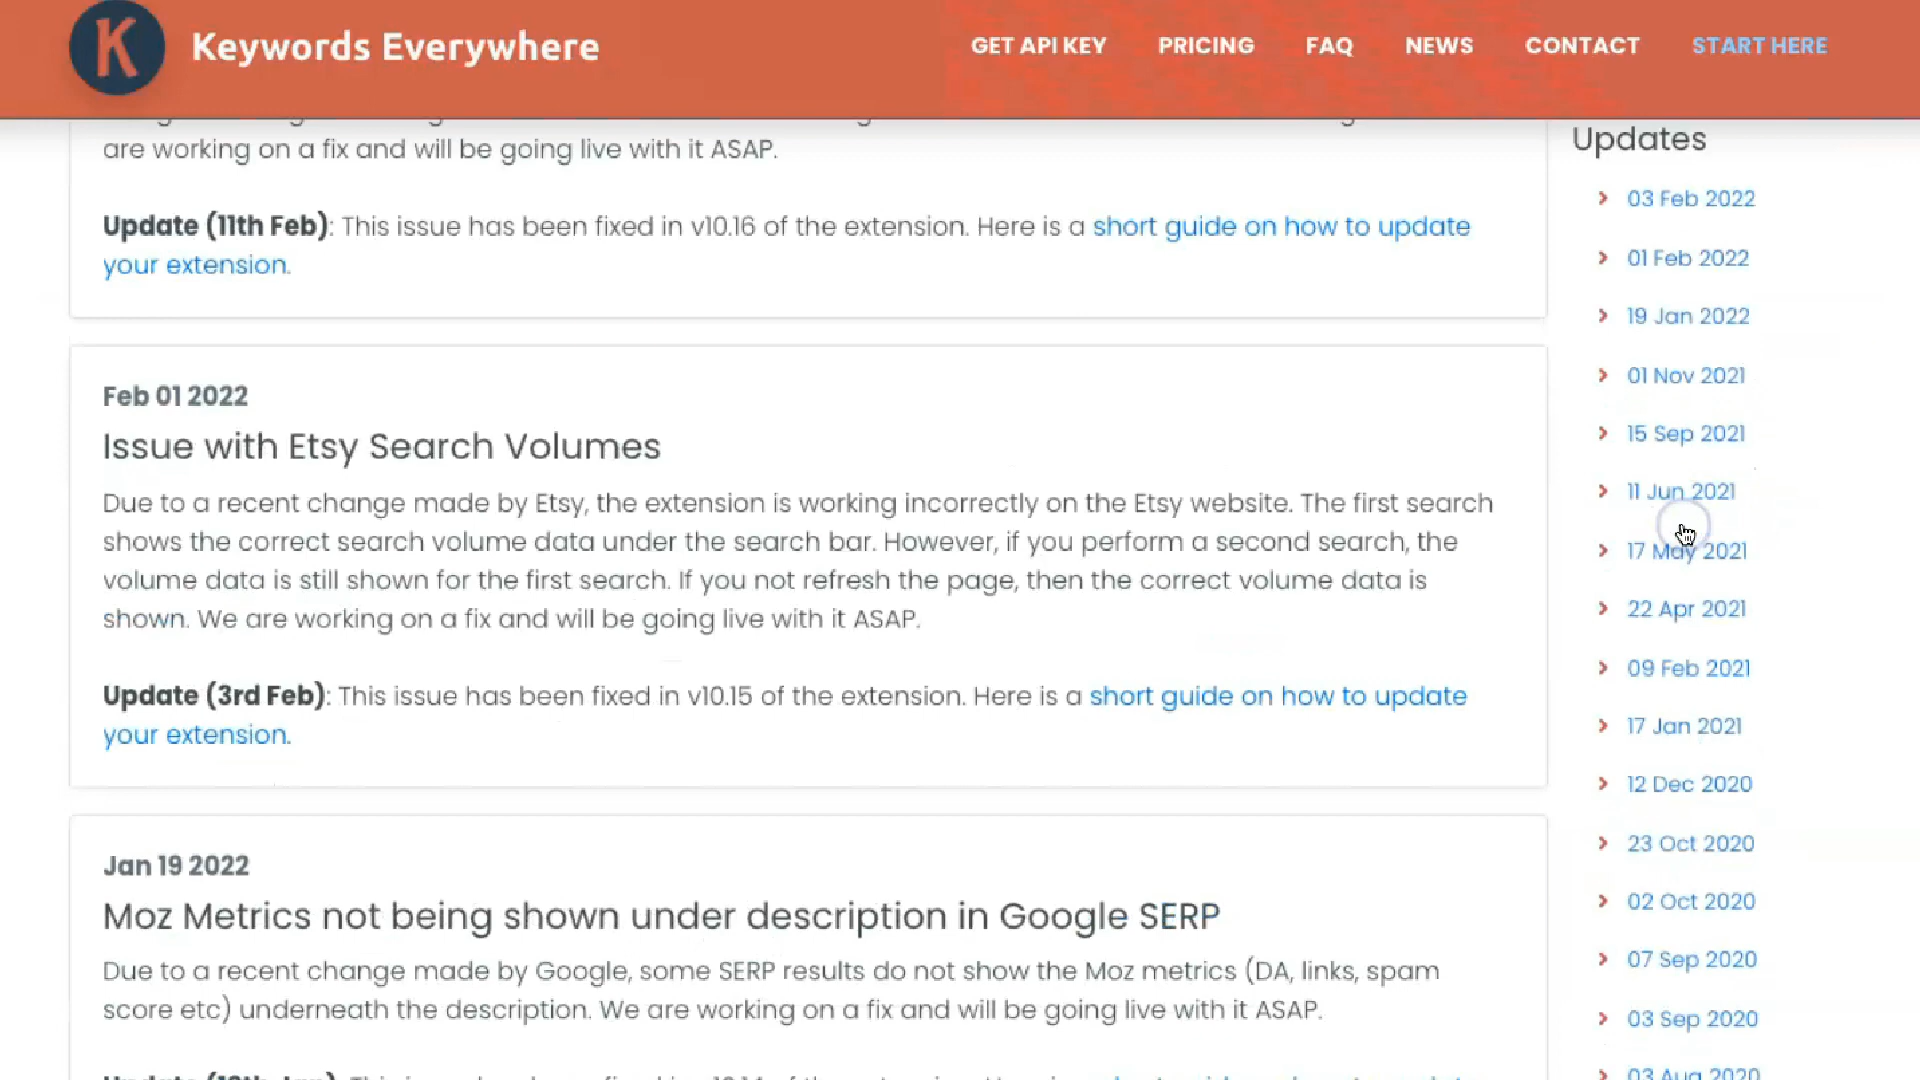 K Keywords Everywhere
GET API KEY PRICING FAQ NEWS CONTACT START HERE
are working on a fix and will be going live with it ASAP.
Update (11th Feb): This issue has been fixed in v10.16 of the extension. Here is a short guide on how to update
your extension.
Feb 01 2022
Issue with Etsy Search Volumes
Due to a recent change made by Etsy, the extension is working incorrectly on the Etsy website. The first search
shows the correct search volume data under the search bar. However, if you perform a second search, the
volume data is still shown for the first search. If you not refresh the page, then the correct volume data is
shown. We are working on a fix and will be going live with it ASAP.
Update (3rd Feb): This issue has been fixed in v10.15 of the extension. Here is a short guide on how to update
your extension.
Jan 19 2022
Moz Metrics not being shown under description in Google SERP
Due to a recent change made by Google, some SERP results do not show the Moz metrics (DA, links, spam
score etc) underneath the description. We are working on a fix and will be going live with it ASAP.
Updates
03 Feb 2022
01 Feb 2022
19 Jan 2022
01 Nov 2021
15 Sep 2021
11 Jun 2021
17 May 2021
22 Apr 2021
09 Feb 2021
17 Jan 2021
12 Dec 2020
23 Oct 2020
02 Oct 2020
07 Sep 2020
03 Sep 2020
03 Aug 2020